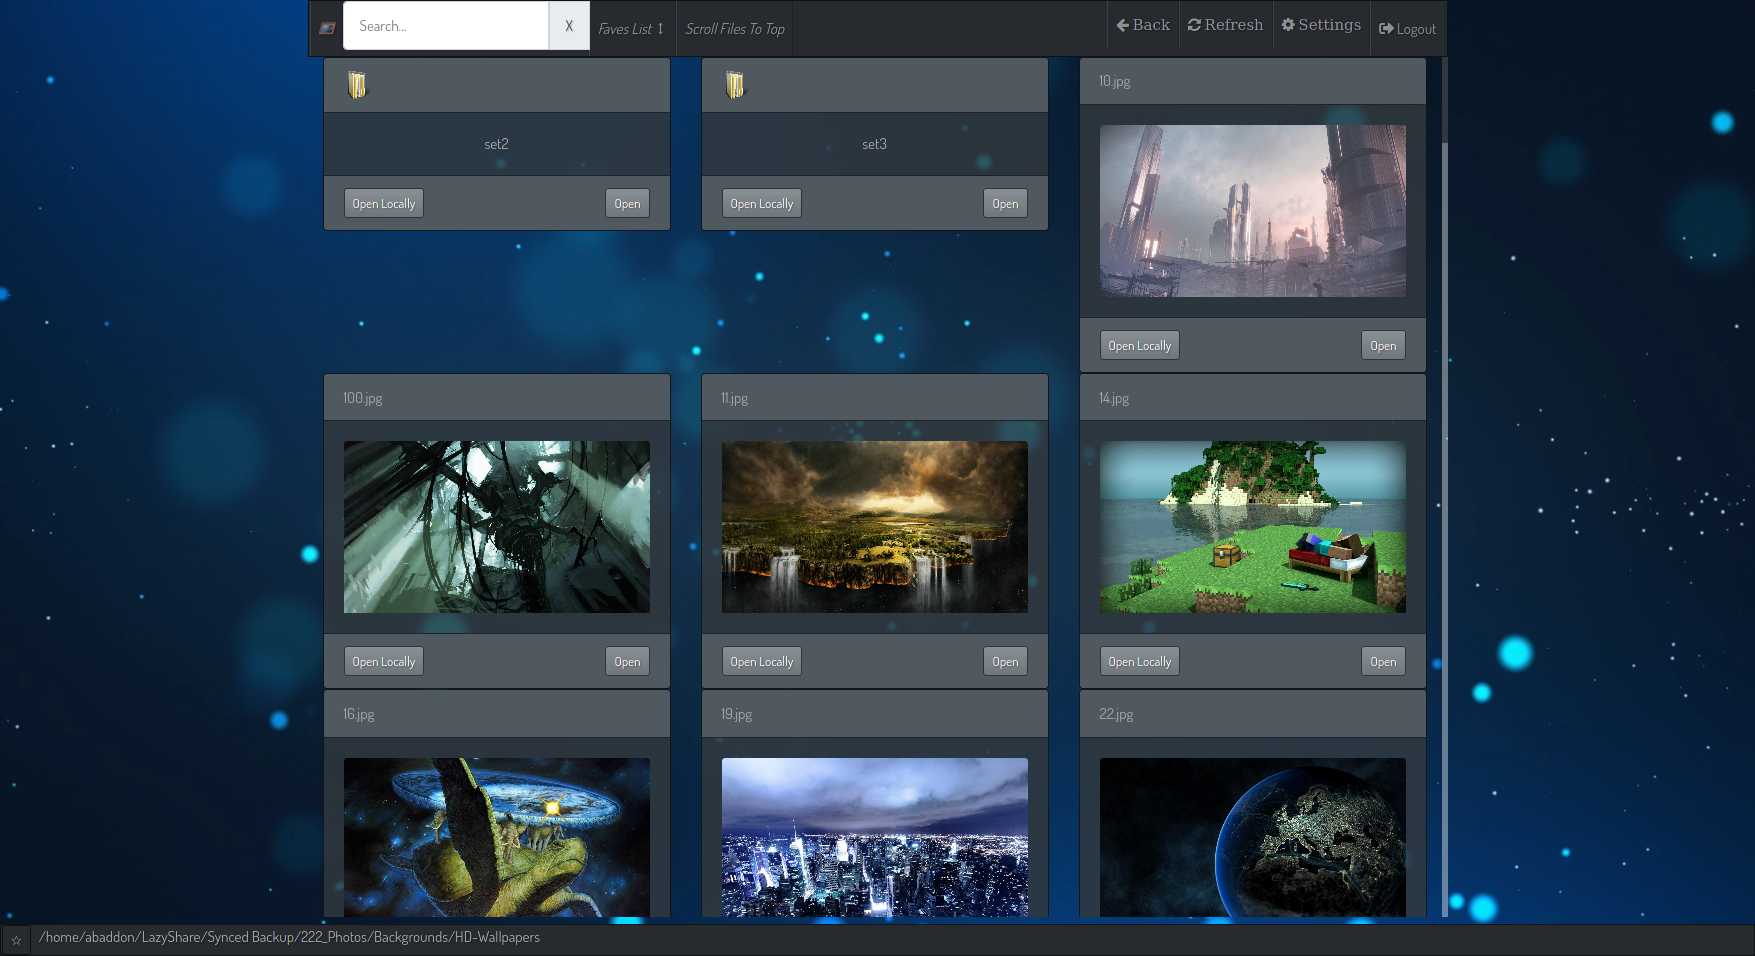 Search... X Faves List ↕ Scroll Files To Top Back Refresh Settings Logout
set2 set3 10.jpg
Open Locally Open Open Locally Open
Open Locally Open
100.jpg 11.jpg 14.jpg
Open Locally Open Open Locally Open Open Locally Open
16.jpg 19.jpg 22.jpg
☆ /home/abaddon/LazyShare/Synced Backup/222_Photos/Backgrounds/HD-Wallpapers